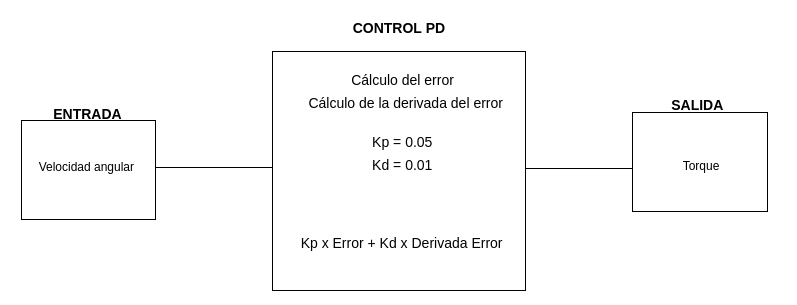 CONTROL PD
ENTRADA
Velocidad angular
Cálculo del error
Cálculo de la derivada del error
Kp = 0.05
Kd = 0.01
Kp x Error + Kd x Derivada Error
SALIDA
Torque